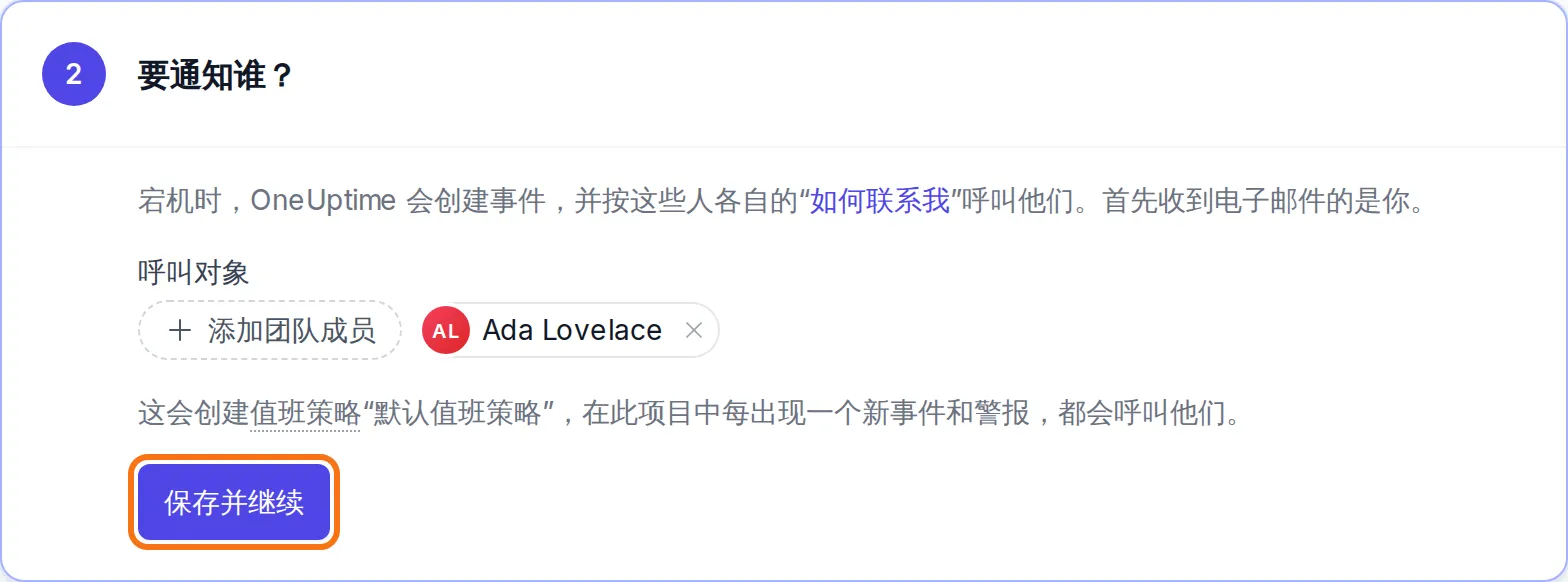 2
要通知谁？
宕机时，OneUptime 会创建事件，并按这些人各自的“如何联系我”呼叫他们。首先收到电子邮件的是你。
呼叫对象
添加团队成员
AL Ada Lovelace
这会创建值班策略“默认值班策略”，在此项目中每出现一个新事件和警报，都会呼叫他们。
保存并继续